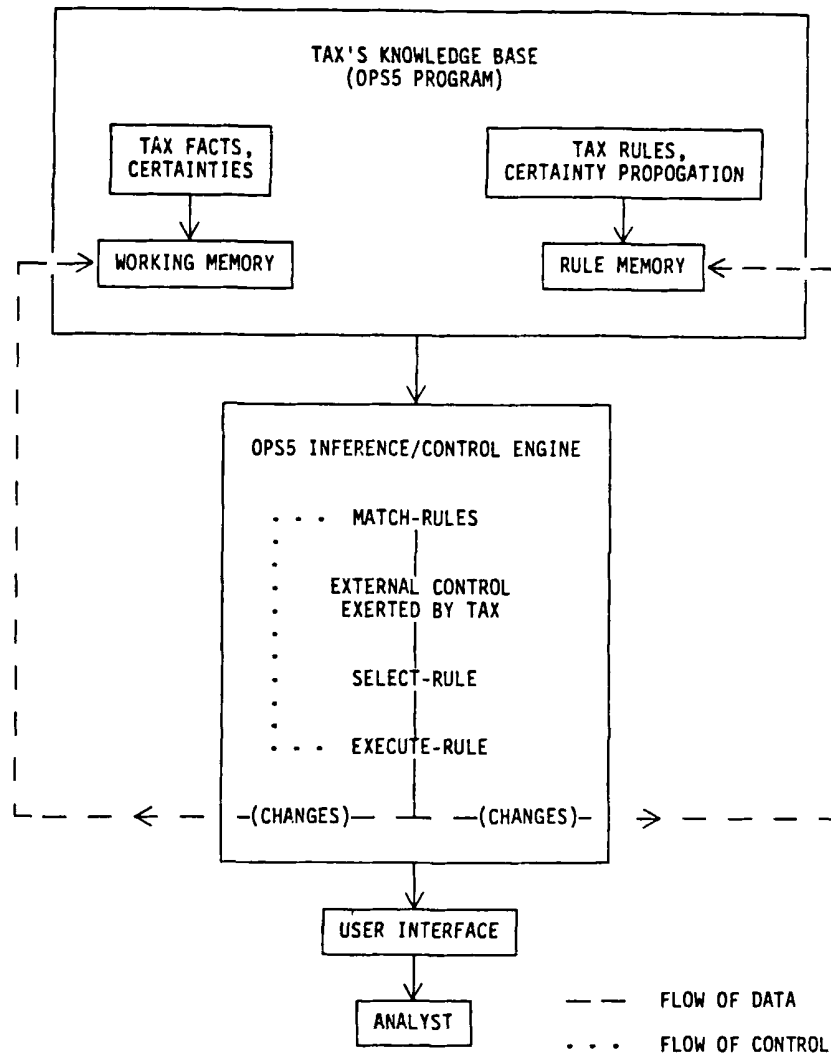 TAX'S KNOWLEDGE BASE
(OPS5 PROGRAM)
TAX FACTS,
CERTAINTIES
TAX RULES,
CERTAINTY PROPOGATION
WORKING MEMORY
RULE MEMORY
OPS5 INFERENCE/CONTROL ENGINE
MATCH-RULES
EXTERNAL CONTROL
EXERTED BY TAX
SELECT-RULE
EXECUTE-RULE
(CHANGES)
(CHANGES)
USER INTERFACE
ANALYST
FLOW OF DATA
FLOW OF CONTROL